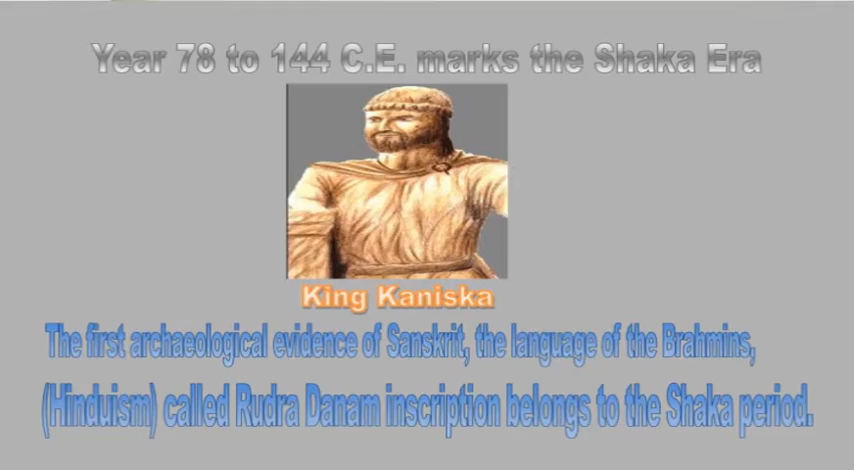 Year 78 to 144 C.E. marks the Shaka Era
King Kaniska
The first archaeological evidence of Sanskrit, the language of the Brahmins,
(Hinduism) called Rudra Danam inscription belongs to the Shaka period.